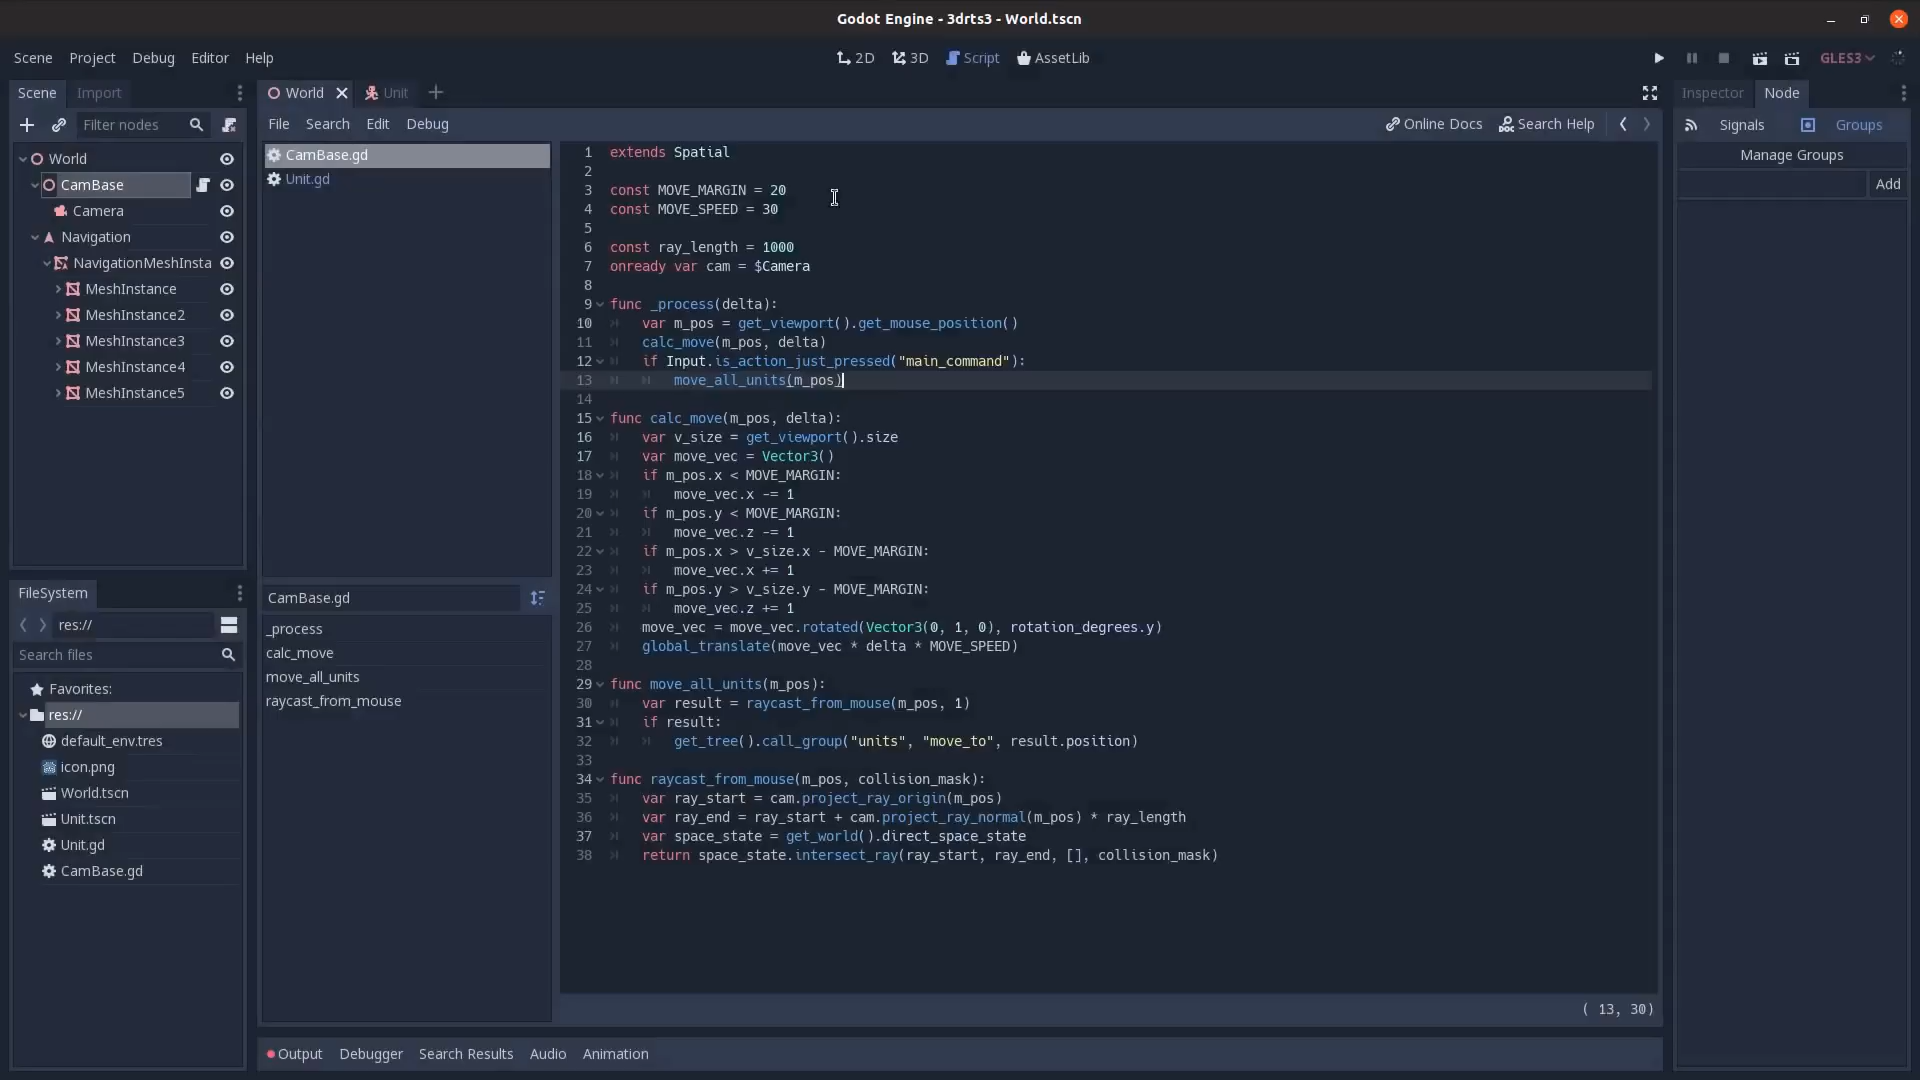 Godot Engine - 3drts3 - World.tscn
Scene Project Debug Editor Help
2D 3D Script AssetLib
GLES3
Scene Import
World Unit
Inspector Node
Filter nodes
File Search Edit Debug
Online Docs Search Help
Signals Groups
Manage Groups
Add
World
CamBase
Camera
Navigation
NavigationMeshInsta
MeshInstance
MeshInstance2
MeshInstance3
MeshInstance4
MeshInstance5
FileSystem
res://
Search files
Favorites:
res://
default_env.tres
icon.png
World.tscn
Unit.tscn
Unit.gd
CamBase.gd
CamBase.gd
Unit.gd
CamBase.gd
_process
calc_move
move_all_units
raycast_from_mouse
1 extends Spatial
2
3 const MOVE_MARGIN = 20
4 const MOVE_SPEED = 30
5
6 const ray_length = 1000
7 onready var cam = $Camera
8
9 func _process(delta):
10 var m_pos = get_viewport().get_mouse_position()
11 calc_move(m_pos, delta)
12 if Input.is_action_just_pressed("main_command"):
13 move_all_units(m_pos)
14
15 func calc_move(m_pos, delta):
16 var v_size = get_viewport().size
17 var move_vec = Vector3()
18 if m_pos.x < MOVE_MARGIN:
19 move_vec.x -= 1
20 if m_pos.y < MOVE_MARGIN:
21 move_vec.z -= 1
22 if m_pos.x > v_size.x - MOVE_MARGIN:
23 move_vec.x += 1
24 if m_pos.y > v_size.y - MOVE_MARGIN:
25 move_vec.z += 1
26 move_vec = move_vec.rotated(Vector3(0, 1, 0), rotation_degrees.y)
27 global_translate(move_vec * delta * MOVE_SPEED)
28
29 func move_all_units(m_pos):
30 var result = raycast_from_mouse(m_pos, 1)
31 if result:
32 get_tree().call_group("units", "move_to", result.position)
33
34 func raycast_from_mouse(m_pos, collision_mask):
35 var ray_start = cam.project_ray_origin(m_pos)
36 var ray_end = ray_start + cam.project_ray_normal(m_pos) * ray_length
37 var space_state = get_world().direct_space_state
38 return space_state.intersect_ray(ray_start, ray_end, [], collision_mask)
( 13, 30)
Output Debugger Search Results Audio Animation